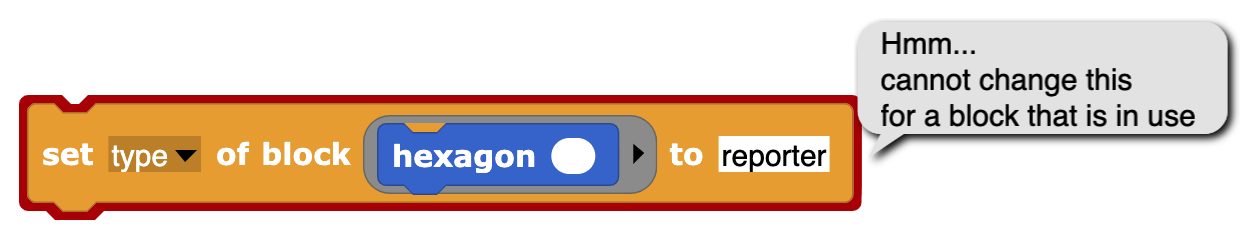 set type of block hexagon to reporter
Hmm...
cannot change this
for a block that is in use